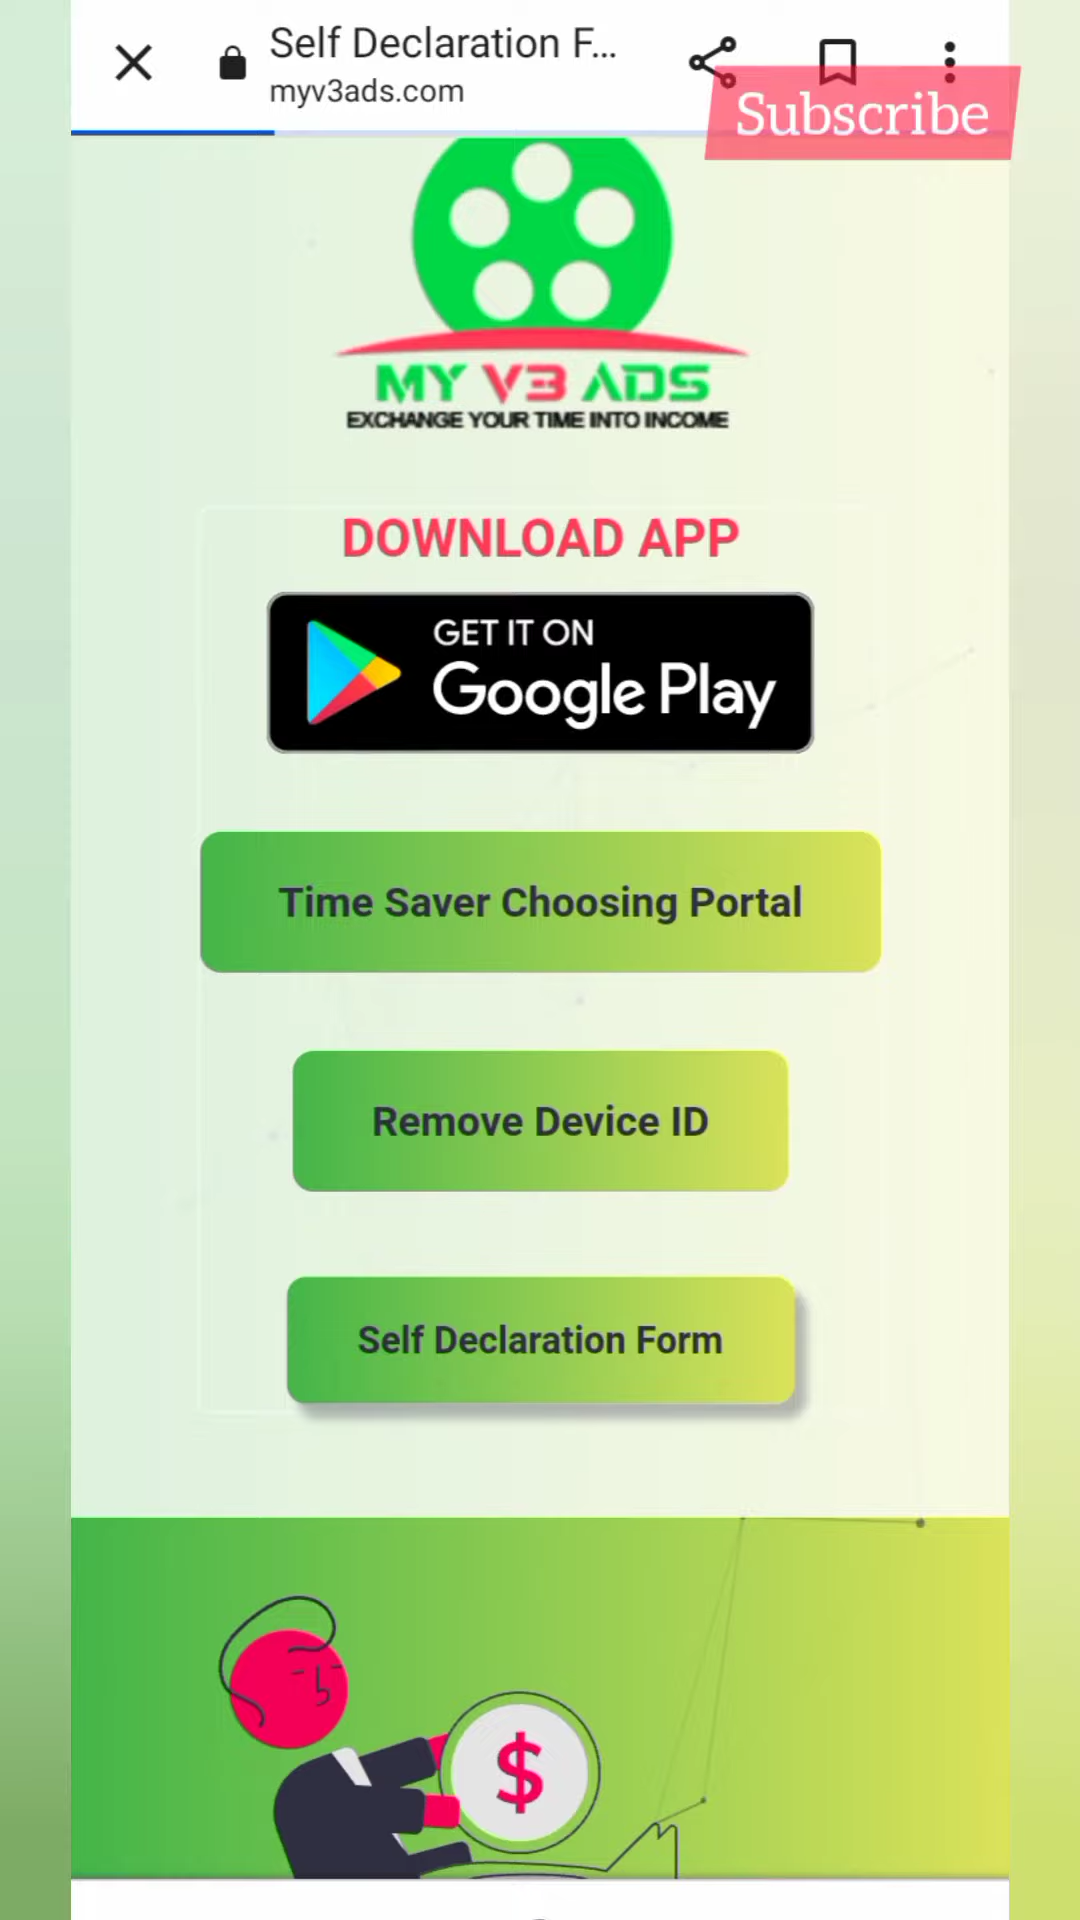 Self Declaration F...
myv3ads.com
Subscribe
MY V3 ADS
EXCHANGE YOUR TIME INTO INCOME
DOWNLOAD APP
GET IT ON
Google Play
Time Saver Choosing Portal
Remove Device ID
Self Declaration Form
$